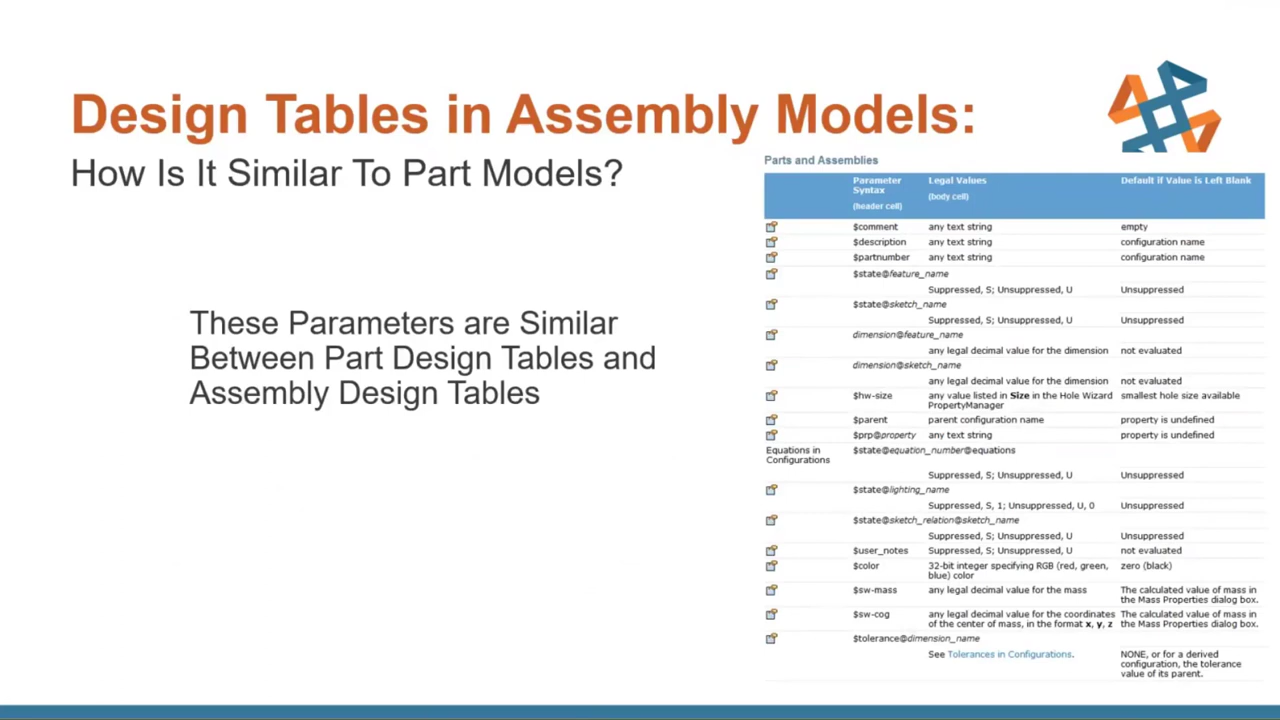 Design Tables in Assembly Models:
How Is It Similar To Part Models?
These Parameters are Similar
Between Part Design Tables and
Assembly Design Tables
Parts and Assemblies
Parameter Syntax (header cell) Legal Values (body cell) Default if Value is Left Blank
$comment any text string empty
$description any text string configuration name
$partnumber any text string configuration name
$state@feature_name
Suppressed, S; Unsuppressed, U Unsuppressed
$state@sketch_name
Suppressed, S; Unsuppressed, U Unsuppressed
dimension@feature_name
any legal decimal value for the dimension not evaluated
dimension@sketch_name
any legal decimal value for the dimension not evaluated
$hw-size any value listed in Size in the Hole Wizard PropertyManager smallest hole size available
$parent parent configuration name property is undefined
$prp@property any text string property is undefined
Equations in Configurations $state@equation_number@equations
Suppressed, S; Unsuppressed, U Unsuppressed
$state@lighting_name
Suppressed, S, 1; Unsuppressed, U, 0 Unsuppressed
$state@sketch_relation@sketch_name
Suppressed, S; Unsuppressed, U Unsuppressed
$user_notes Suppressed, S; Unsuppressed, U not evaluated
$color 32-bit integer specifying RGB (red, green, blue) color zero (black)
$sw-mass any legal decimal value for the mass The calculated value of mass in the Mass Properties dialog box.
$sw-cog any legal decimal value for the coordinates of the center of mass, in the format x, y, z The calculated value of mass in the Mass Properties dialog box.
$tolerance@dimension_name
See Tolerances in Configurations. NONE, or for a derived configuration, the tolerance value of its parent.